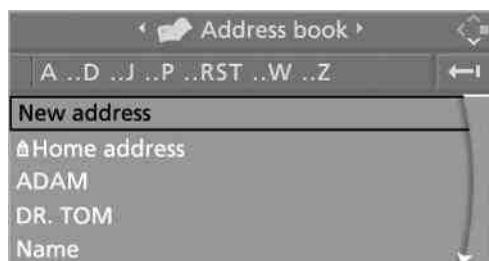 Address book
A ..D ..J ..P ..RST ..W ..Z
New address
Home address
ADAM
DR. TOM
Name